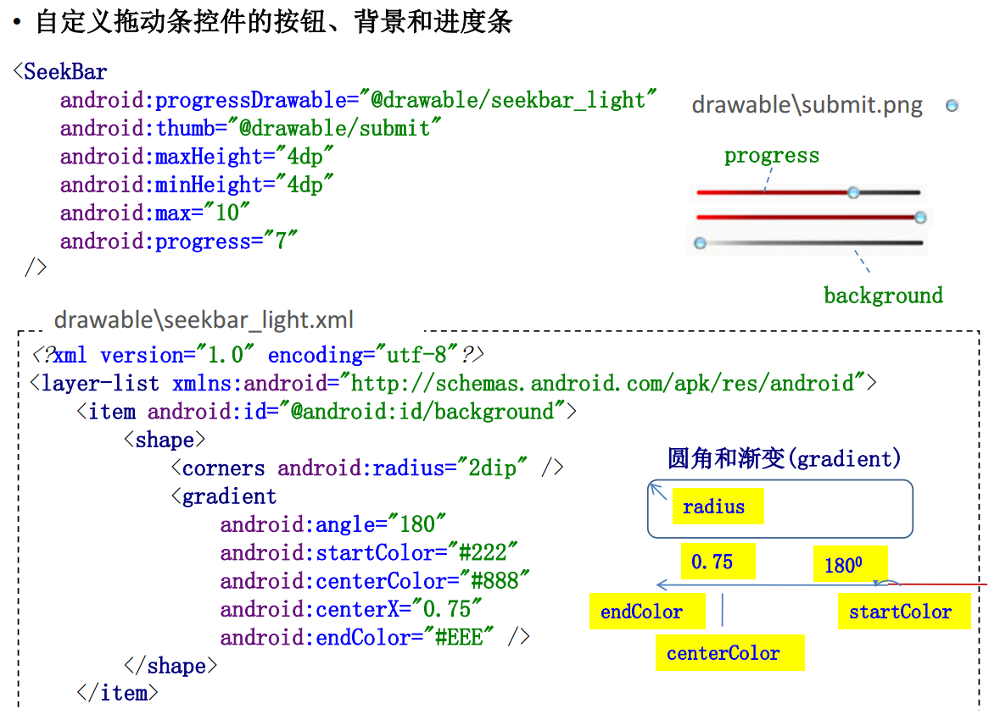 • 自定义拖动条控件的按钮、背景和进度条
<SeekBar
android:progressDrawable="@drawable/seekbar_light"
android:thumb="@drawable/submit"
android:maxHeight="4dp"
android:minHeight="4dp"
android:max="10"
android:progress="7"
/>
drawable\submit.png
progress
background
drawable\seekbar_light.xml
<?xml version="1.0" encoding="utf-8"?>
<layer-list xmlns:android="http://schemas.android.com/apk/res/android">
<item android:id="@android:id/background">
<shape>
<corners android:radius="2dip" />
<gradient
android:angle="180"
android:startColor="#222"
android:centerColor="#888"
android:centerX="0.75"
android:endColor="#EEE" />
</shape>
</item>
圆角和渐变(gradient)
radius
0.75
180⁰
endColor
startColor
centerColor